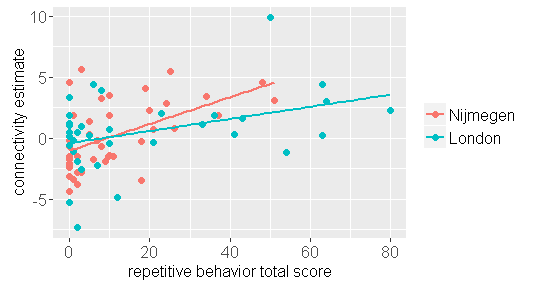 10
5
0
-5
connectivity estimate
0 20 40 60 80
repetitive behavior total score
Nijmegen
London